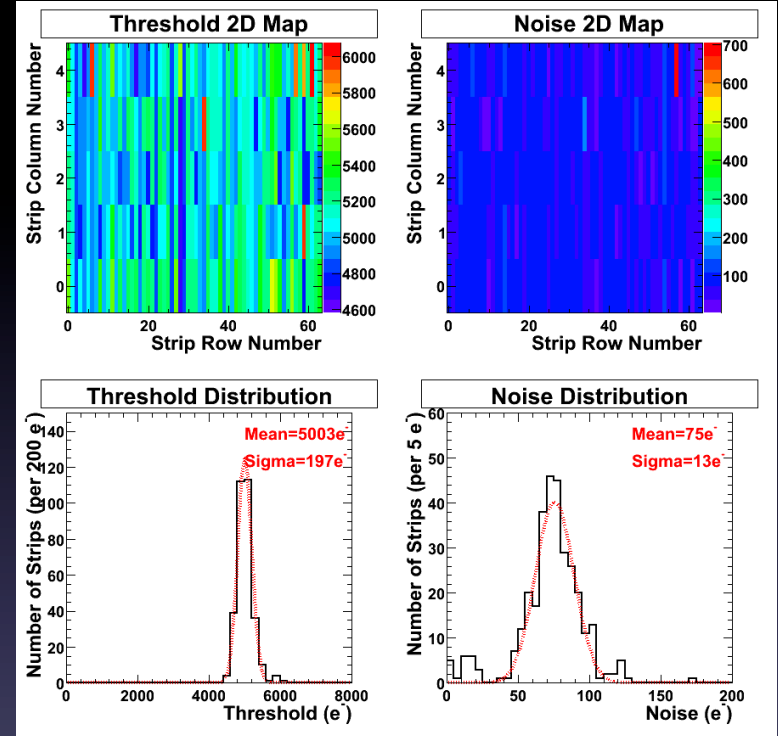 Threshold 2D Map
Strip Column Number
4
3
2
1
0
0 20 40 60
Strip Row Number
6000
5800
5600
5400
5200
5000
4800
4600
Noise 2D Map
Strip Column Number
4
3
2
1
0
0 20 40 60
Strip Row Number
700
600
500
400
300
200
100
Threshold Distribution
Number of Strips (per 200 e⁻)
140
120
100
80
60
40
20
0
Mean=5003e⁻
Sigma=197e⁻
0 2000 4000 6000 8000
Threshold (e⁻)
Noise Distribution
Number of Strips (per 5 e⁻)
60
50
40
30
20
10
0
Mean=75e⁻
Sigma=13e⁻
0 50 100 150 200
Noise (e⁻)